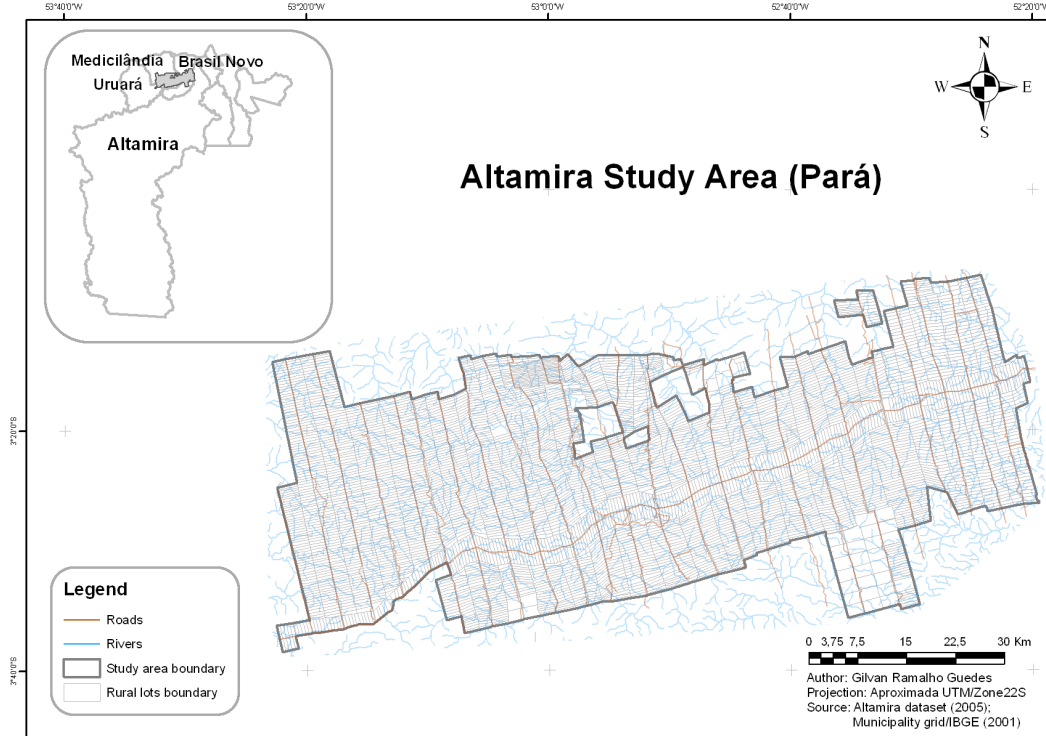 53°40'0"W 53°20'0"W 53°0'0"W 52°40'0"W 52°20'0"W
Medicilândia Brasil Novo
Uruará
Altamira
N
W E
S
Altamira Study Area (Pará)
3°20'0"S
3°40'0"S
Legend
Roads
Rivers
Study area boundary
Rural lots boundary
0 3,75 7,5 15 22,5 30 Km
Author: Gilvan Ramalho Guedes
Projection: Aproximada UTM/Zone22S
Source: Altamira dataset (2005);
Municipality grid/IBGE (2001)